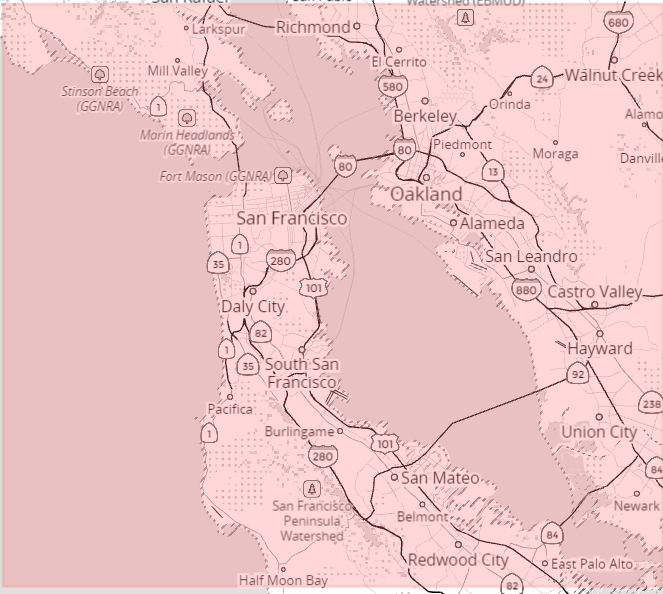 San Rafael
Watershed (EBMUD)
Larkspur
Richmond
680
El Cerrito
Mill Valley
24
Walnut Creek
Stinson Beach
(GGNRA)
580
Orinda
1
Berkeley
Alamo
Marin Headlands
(GGNRA)
Piedmont
80
80
Moraga
Danville
Fort Mason (GGNRA)
13
Oakland
San Francisco
Alameda
1
35
280
San Leandro
101
880
Castro Valley
Daly City
82
1
35
Hayward
South San
Francisco
92
Pacifica
238
1
Burlingame
101
Union City
280
84
San Mateo
San Francisco
Peninsula
Watershed
Newark
Belmont
84
Redwood City
East Palo Alto
Half Moon Bay
82